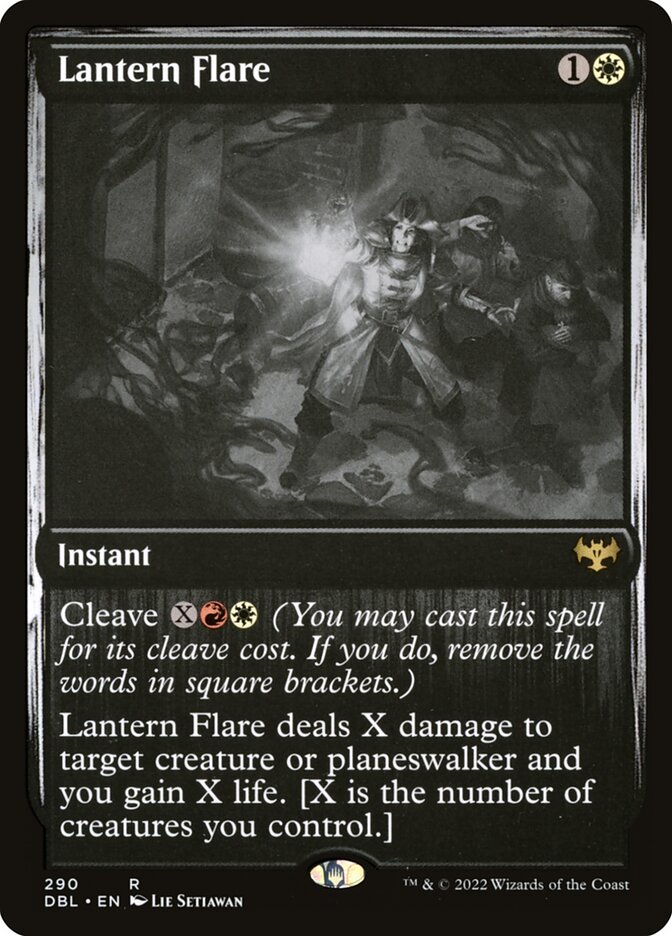 Lantern Flare 1
Instant
Cleave X (You may cast this spell
for its cleave cost. If you do, remove the
words in square brackets.)
Lantern Flare deals X damage to
target creature or planeswalker and
you gain X life. [X is the number of
creatures you control.]
290 R
DBL • EN Lie Setiawan
™ & © 2022 Wizards of the Coast